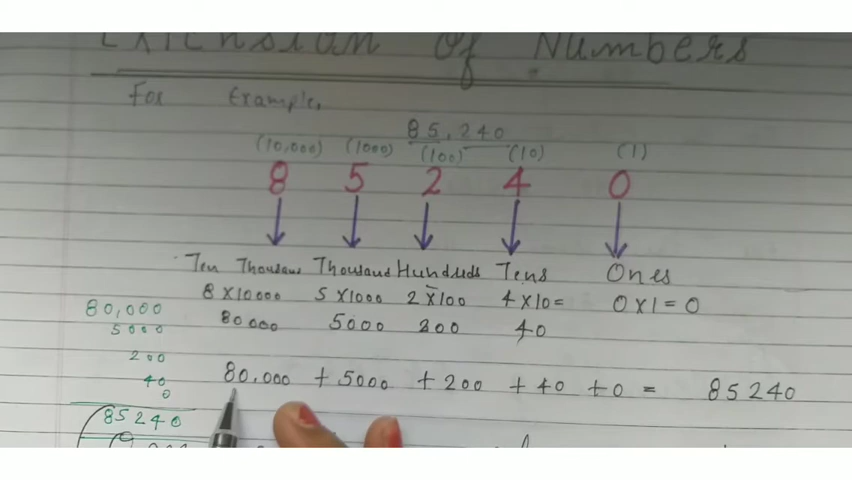 Extension Of Numbers
For Example,
85,240
(10,000) (1000) (100) (10) (1)
8 5 2 4 0
Ten Thousand Thousand Hundreds Tens Ones
8 X 10000 5 X 1000 2 X 100 4 X 10 = 0 X 1 = 0
80000 5000 200 40
80,000
5000
200
40
0
85240
80,000 + 5000 + 200 + 40 + 0 = 85240